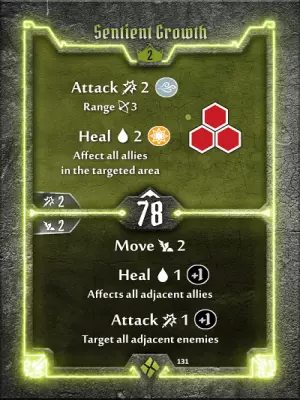 Sentient Growth
2
Attack 2
Range 3
Heal 2
Affect all allies
in the targeted area
2
78
2
Move 2
Heal 1 +1
Affects all adjacent allies
Attack 1 +1
Target all adjacent enemies
131